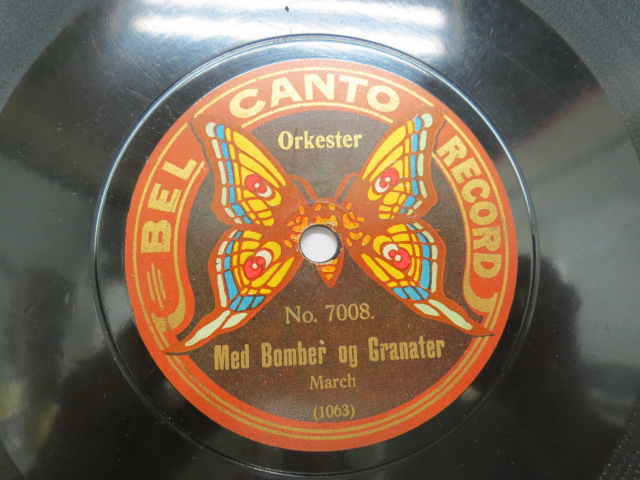 BEL CANTO RECORD
Orkester
No. 7008.
Med Bomber og Granater
March
(1063)